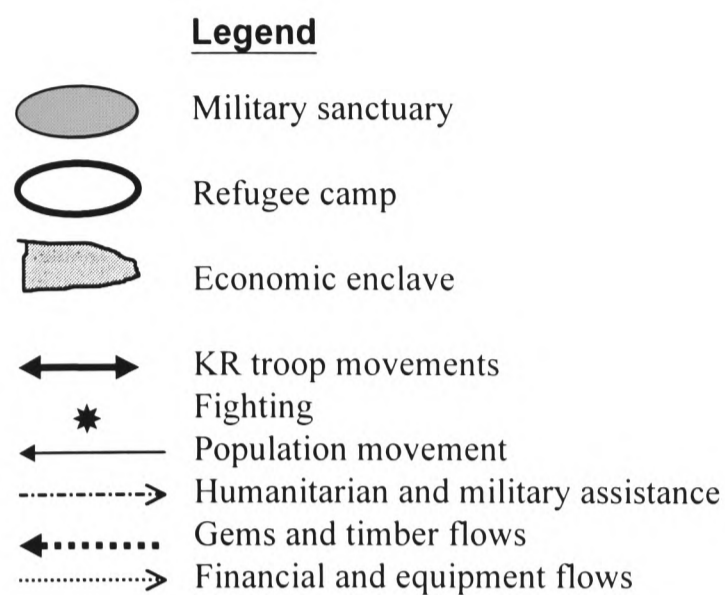 Legend
Military sanctuary
Refugee camp
Economic enclave
KR troop movements
Fighting
Population movement
Humanitarian and military assistance
Gems and timber flows
Financial and equipment flows